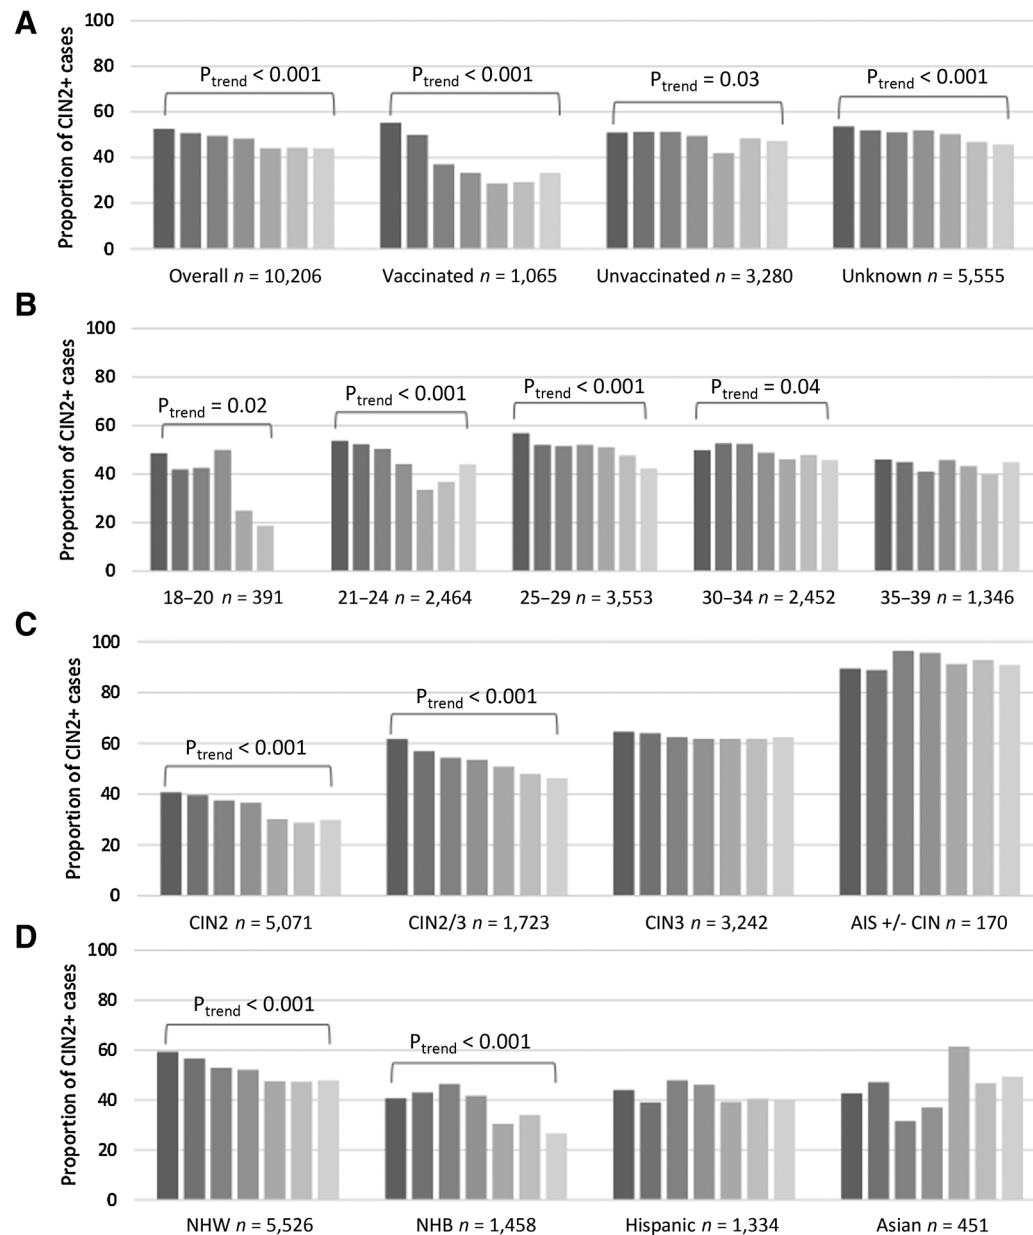 A
Proportion of CIN2+ cases
100
80
60
40
20
0
Ptrend < 0.001
Ptrend < 0.001
Ptrend = 0.03
Ptrend < 0.001
Overall n = 10,206
Vaccinated n = 1,065
Unvaccinated n = 3,280
Unknown n = 5,555
B
Proportion of CIN2+ cases
100
80
60
40
20
0
Ptrend = 0.02
Ptrend < 0.001
Ptrend < 0.001
Ptrend = 0.04
18–20 n = 391
21–24 n = 2,464
25–29 n = 3,553
30–34 n = 2,452
35–39 n = 1,346
C
Proportion of CIN2+ cases
100
80
60
40
20
0
Ptrend < 0.001
Ptrend < 0.001
CIN2 n = 5,071
CIN2/3 n = 1,723
CIN3 n = 3,242
AIS +/- CIN n = 170
D
Proportion of CIN2+ cases
100
80
60
40
20
0
Ptrend < 0.001
Ptrend < 0.001
NHW n = 5,526
NHB n = 1,458
Hispanic n = 1,334
Asian n = 451